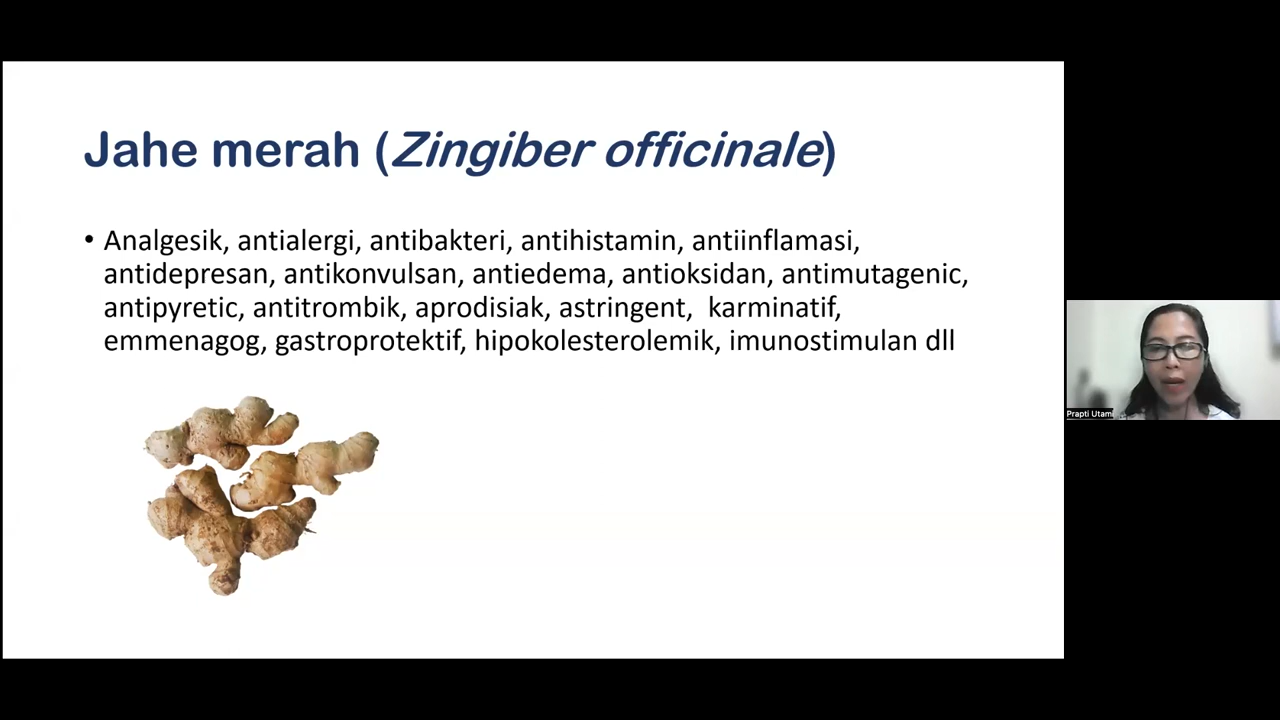 Jahe merah (Zingiber officinale)
• Analgesik, antialergi, antibakteri, antihistamin, antiinflamasi,
antidepresan, antikonvulsan, antiedema, antioksidan, antimutagenic,
antipyretic, antitrombik, aprodisiak, astringent, karminatif,
emmenagog, gastroprotektif, hipokolesterolemik, imunostimulan dll
Prapti Utami